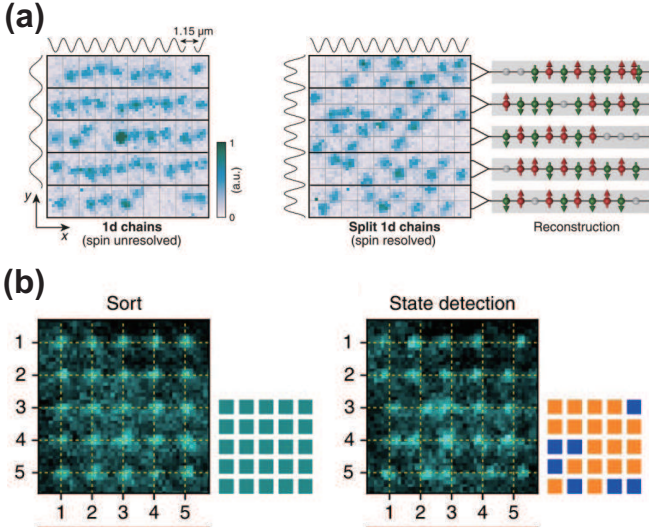 (a)
1.15 µm
1
(a.u.)
0
y
x
1d chains
(spin unresolved)
Split 1d chains
(spin resolved)
Reconstruction
(b)
Sort
State detection
1
2
3
4
5
1 2 3 4 5
1
2
3
4
5
1 2 3 4 5